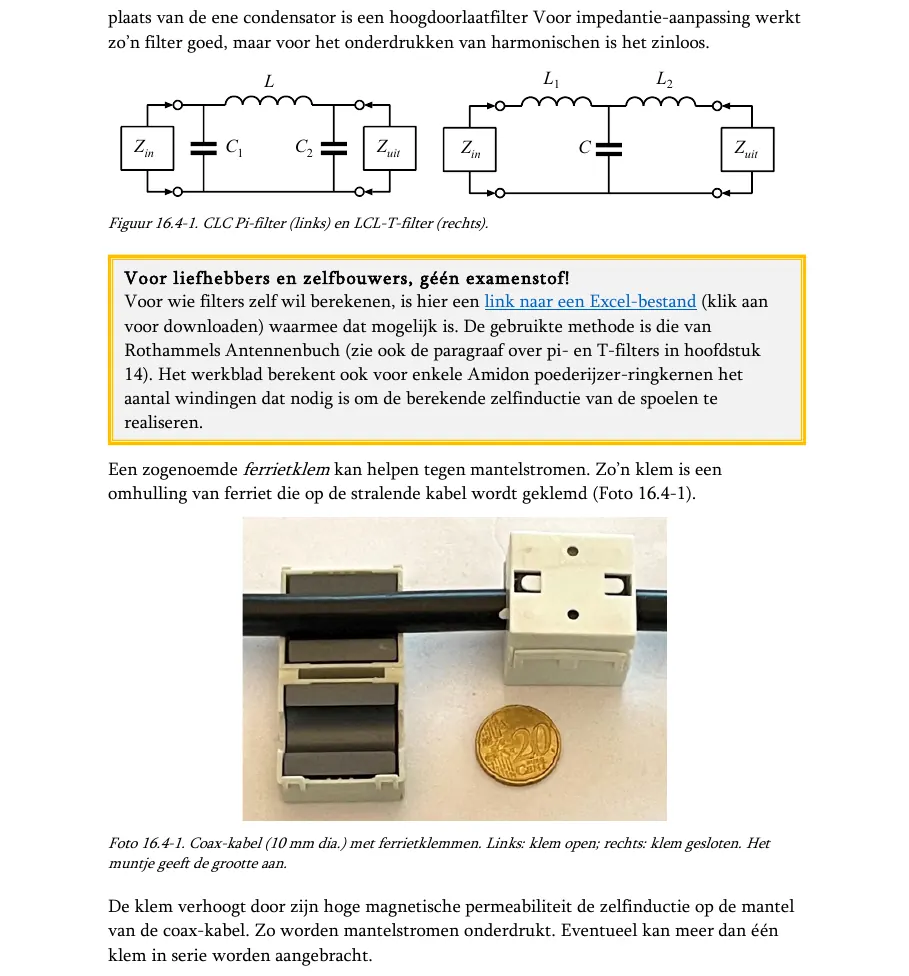 plaats van de ene condensator is een hoogdoorlaatfilter Voor impedantie-aanpassing werkt
zo’n filter goed, maar voor het onderdrukken van harmonischen is het zinloos.
L
L1
L2
Zin
C1
C2
Zuit
Zin
C
Zuit
Figuur 16.4-1. CLC Pi-filter (links) en LCL-T-filter (rechts).
Voor liefhebbers en zelfbouwers, géén examenstof!
Voor wie filters zelf wil berekenen, is hier een link naar een Excel-bestand (klik aan
voor downloaden) waarmee dat mogelijk is. De gebruikte methode is die van
Rothammels Antennenbuch (zie ook de paragraaf over pi- en T-filters in hoofdstuk
14). Het werkblad berekent ook voor enkele Amidon poederijzer-ringkernen het
aantal windingen dat nodig is om de berekende zelfinductie van de spoelen te
realiseren.
Een zogenoemde ferrietklem kan helpen tegen mantelstromen. Zo’n klem is een
omhulling van ferriet die op de stralende kabel wordt geklemd (Foto 16.4-1).
20
CENT
Foto 16.4-1. Coax-kabel (10 mm dia.) met ferrietklemmen. Links: klem open; rechts: klem gesloten. Het
muntje geeft de grootte aan.
De klem verhoogt door zijn hoge magnetische permeabiliteit de zelfinductie op de mantel
van de coax-kabel. Zo worden mantelstromen onderdrukt. Eventueel kan meer dan één
klem in serie worden aangebracht.